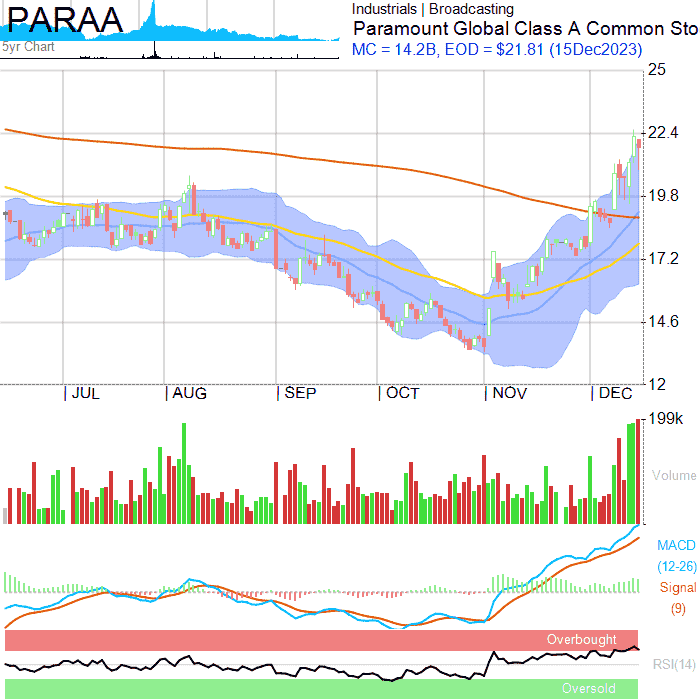 PARAA
5yr Chart
Industrials | Broadcasting
Paramount Global Class A Common Sto
MC = 14.2B, EOD = $21.81 (15Dec2023)
25
22.4
19.8
17.2
14.6
12
JUL AUG SEP OCT NOV DEC
199k
Volume
MACD
(12-26)
Signal
(9)
Overbought
RSI(14)
Oversold